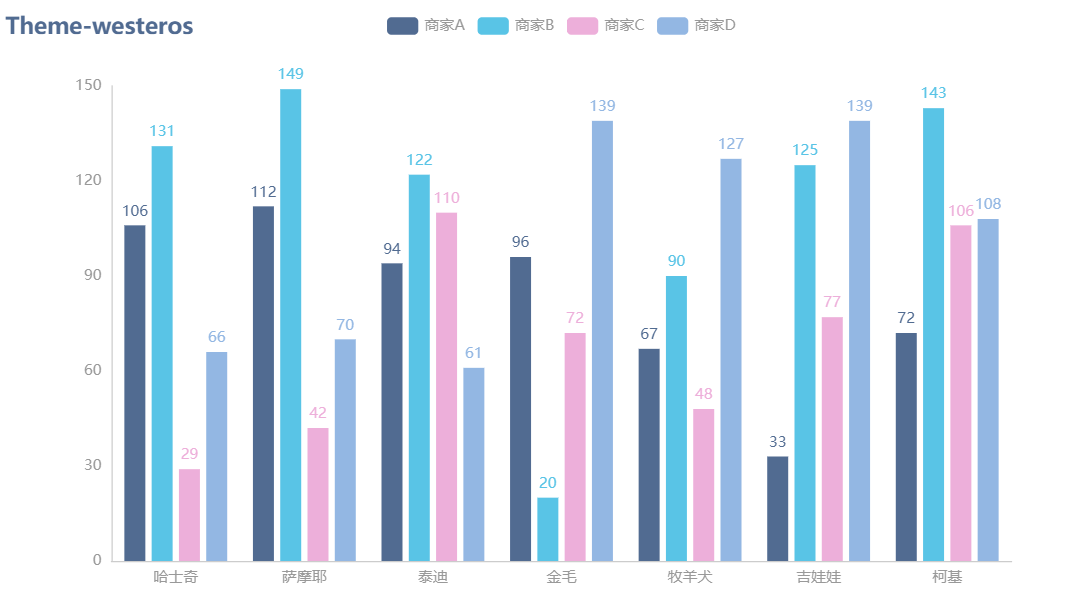 Theme-westeros
商家A 商家B 商家C 商家D
150
120
90
60
30
0
106 131 29 66
112 149 42 70
94 122 110 61
96 20 72 139
67 90 48 127
33 125 77 139
72 143 106 108
哈士奇 萨摩耶 泰迪 金毛 牧羊犬 吉娃娃 柯基